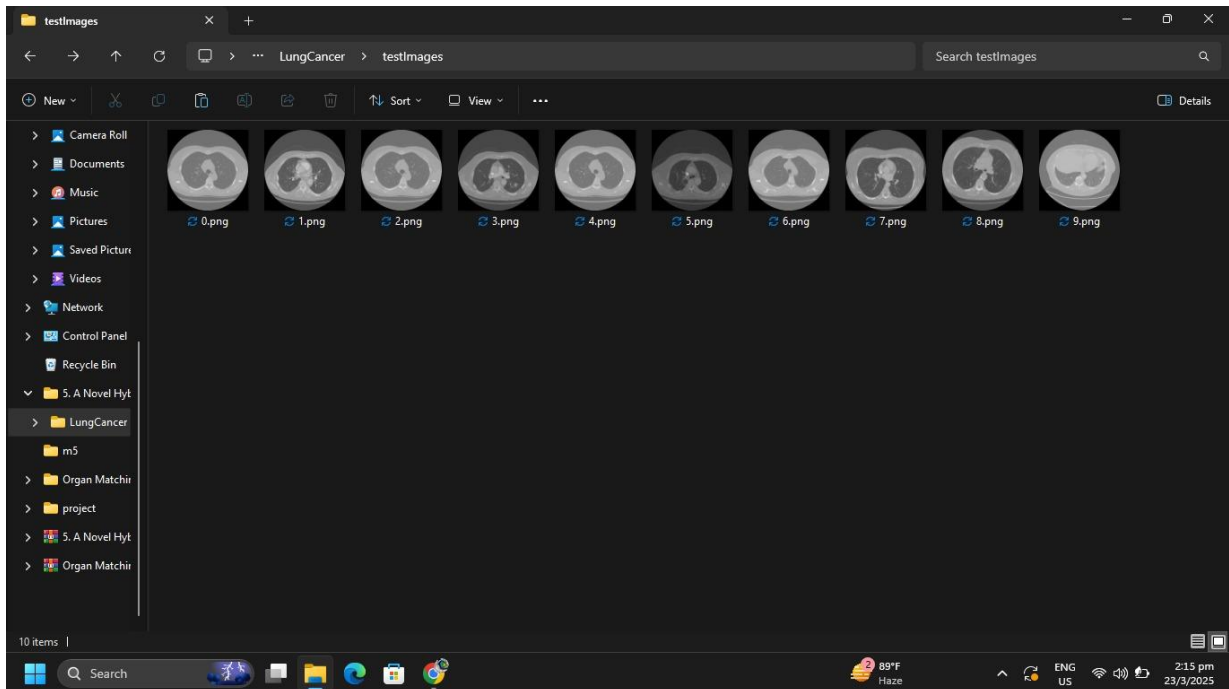 testImages
LungCancer > testImages
Search testImages
New
Sort
View
Details
Camera Roll
Documents
Music
Pictures
Saved Picture
Videos
Network
Control Panel
Recycle Bin
5. A Novel Hyb
LungCancer
m5
Organ Matchin
project
5. A Novel Hyb
Organ Matchin
0.png
1.png
2.png
3.png
4.png
5.png
6.png
7.png
8.png
9.png
10 items
Search
2
89°F
Haze
ENG
US
2:15 pm
23/3/2025